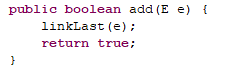 public boolean add(E e) {
    linkLast(e);
    return true;
}